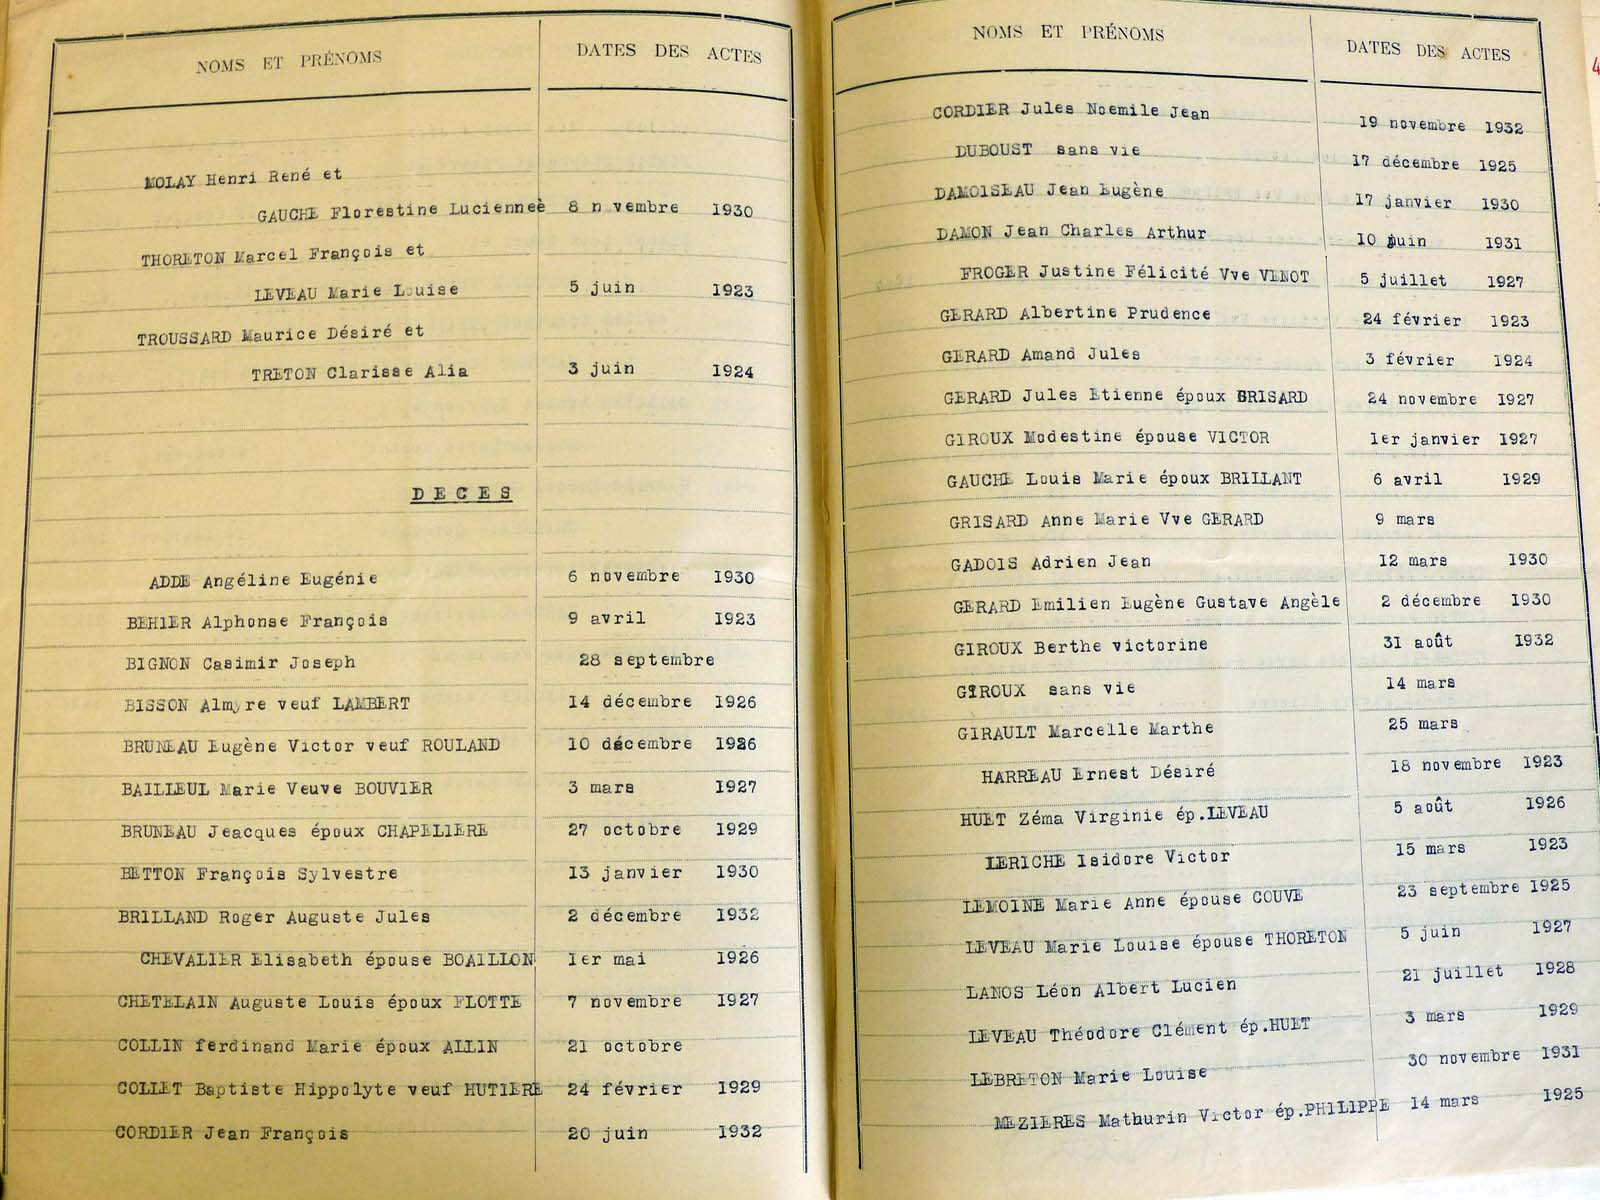 NOMS ET PRÉNOMS DATES DES ACTES
MOLAY Henri René et
GAUCHE Florestine Lucienneè 8 n vembre 1930
THORETON Marcel François et
LEVEAU Marie Louise 5 juin 1923
TROUSSARD Maurice Désiré et
TRETON Clarisse Alia 3 juin 1924
DECES
ADDE Angéline Eugénie 6 novembre 1930
BEHIER Alphonse François 9 avril 1923
BIGNON Casimir Joseph 28 septembre
BISSON Almyre veuf LAMBERT 14 décembre 1926
BRUNEAU Eugène Victor veuf ROULAND 10 décembre 1926
BAILLEUL Marie Veuve BOUVIER 3 mars 1927
BRUNEAU Jeacques époux CHAPELIERE 27 octobre 1929
BETTON François Sylvestre 13 janvier 1930
BRILLAND Roger Auguste Jules 2 décembre 1932
CHEVALIER Elisabeth épouse BOAILLON 1er mai 1926
CHETELAIN Auguste Louis époux FLOTTE 7 novembre 1927
COLLIN ferdinand Marie époux ALLIN 21 octobre
COLLET Baptiste Hippolyte veuf HUTIERE 24 février 1929
CORDIER Jean François 20 juin 1932
NOMS ET PRÉNOMS DATES DES ACTES
CORDIER Jules Noemile Jean 19 novembre 1932
DUBOUST sans vie 17 décembre 1925
DAMOISEAU Jean Eugène 17 janvier 1930
DAMON Jean Charles Arthur 10 juin 1931
FROGER Justine Félicité Vve VENOT 5 juillet 1927
GERARD Albertine Prudence 24 février 1923
GERARD Amand Jules 3 février 1924
GERARD Jules Etienne époux GRISARD 24 novembre 1927
GIROUX Modestine épouse VICTOR 1er janvier 1927
GAUCHE Louis Marie époux BRILLANT 6 avril 1929
GRISARD Anne Marie Vve GERARD 9 mars
GADOIS Adrien Jean 12 mars 1930
GERARD Emilien Eugène Gustave Angèle 2 décembre 1930
GIROUX Berthe victorine 31 août 1932
GIROUX sans vie 14 mars
GIRAULT Marcelle Marthe 25 mars
HARREAU Ernest Désiré 18 novembre 1923
HUET Zéma Virginie ép.LEVEAU 5 août 1926
LERICHE Isidore Victor 15 mars 1923
LEMOINE Marie Anne épouse COUVE 23 septembre 1925
LEVEAU Marie Louise épouse THORETON 5 juin 1927
LANOS Léon Albert Lucien 21 juillet 1928
LEVEAU Théodore Clément ép.HUET 3 mars 1929
LEBRETON Marie Louise 30 novembre 1931
MEZIERES Mathurin Victor ép.PHILIPPE 14 mars 1925